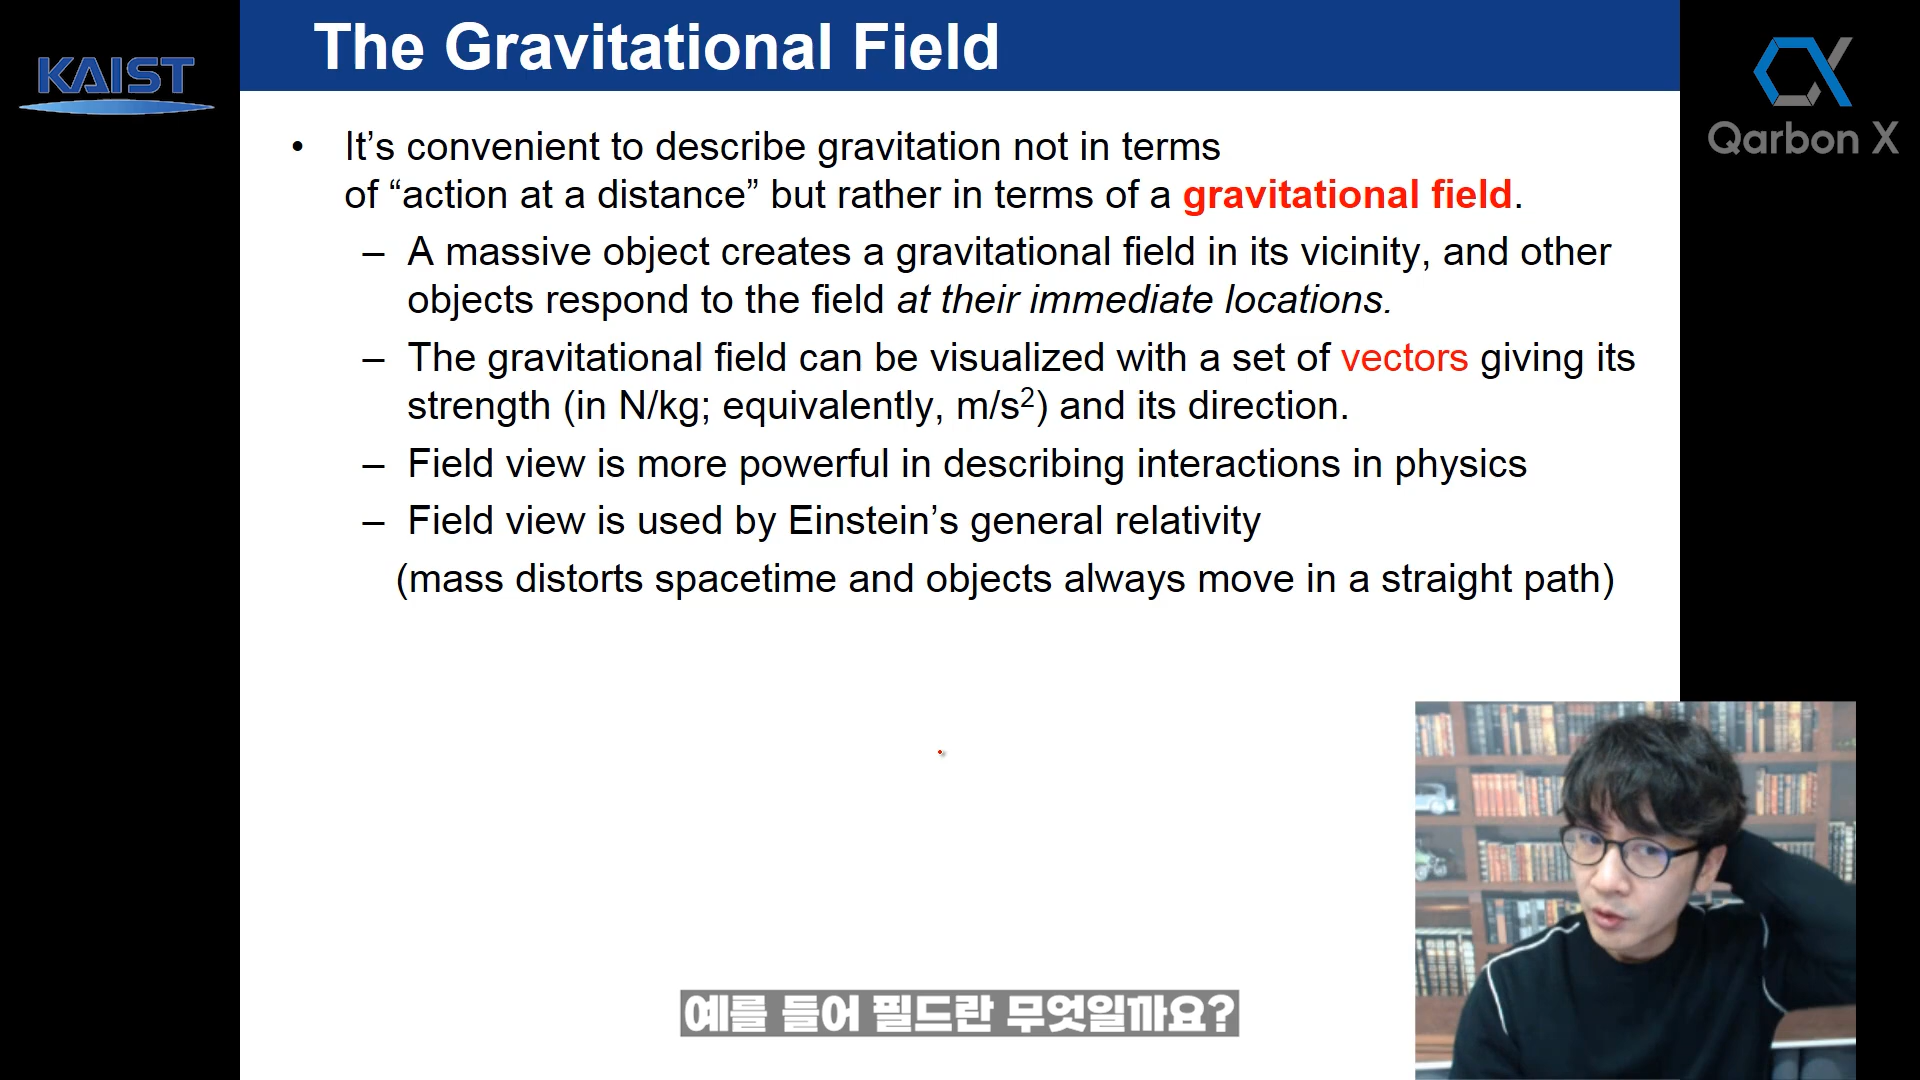 The Gravitational Field
KAIST
Qarbon X
• It’s convenient to describe gravitation not in terms
of “action at a distance” but rather in terms of a gravitational field.
– A massive object creates a gravitational field in its vicinity, and other
objects respond to the field at their immediate locations.
– The gravitational field can be visualized with a set of vectors giving its
strength (in N/kg; equivalently, m/s²) and its direction.
– Field view is more powerful in describing interactions in physics
– Field view is used by Einstein’s general relativity
(mass distorts spacetime and objects always move in a straight path)
예를 들어 필드란 무엇일까요?